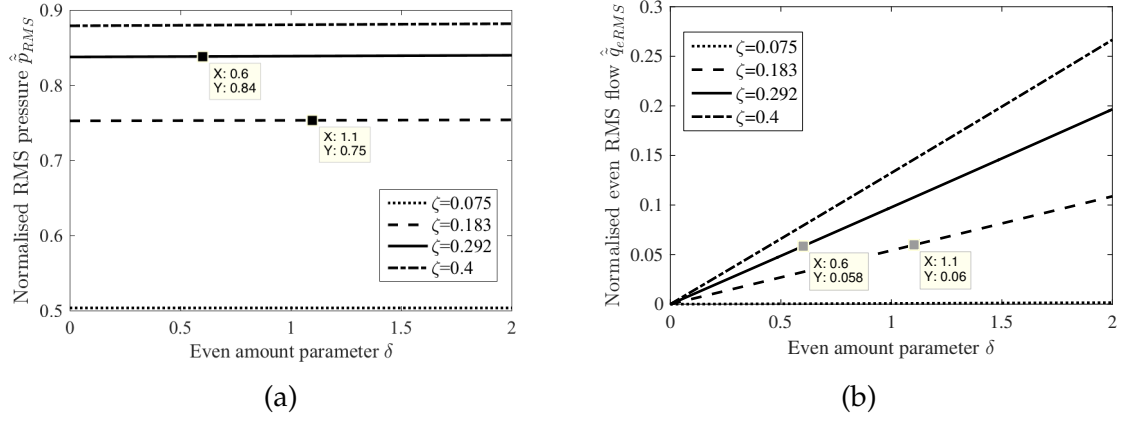 Normalised RMS pressure p̂̃_RMS
0.9
0.8
0.7
0.6
0.5
X: 0.6
Y: 0.84
X: 1.1
Y: 0.75
ζ=0.075
ζ=0.183
ζ=0.292
ζ=0.4
0
0.5
1
1.5
2
Even amount parameter δ
(a)
Normalised even RMS flow q̂̃_eRMS
0.3
0.25
0.2
0.15
0.1
0.05
0
ζ=0.075
ζ=0.183
ζ=0.292
ζ=0.4
X: 0.6
Y: 0.058
X: 1.1
Y: 0.06
0
0.5
1
1.5
2
Even amount parameter δ
(b)